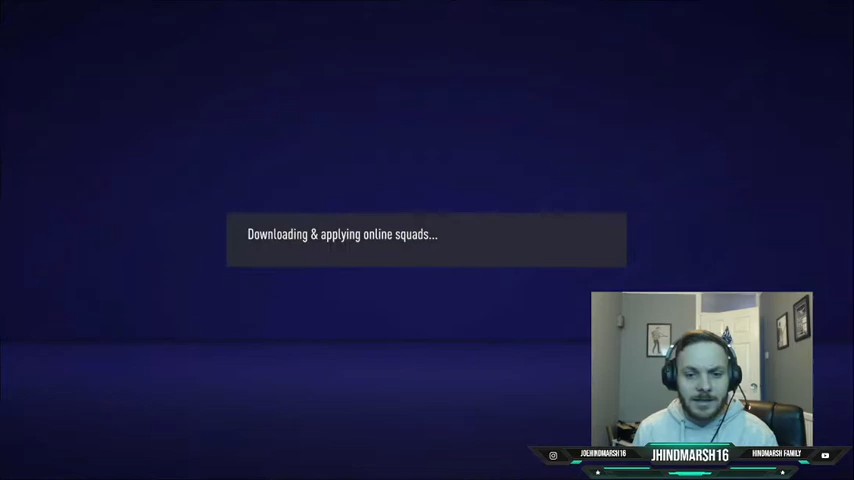 Downloading & applying online squads...
JOEHINDMARSH16
JHINDMARSH16
HINDMARSH FAMILY